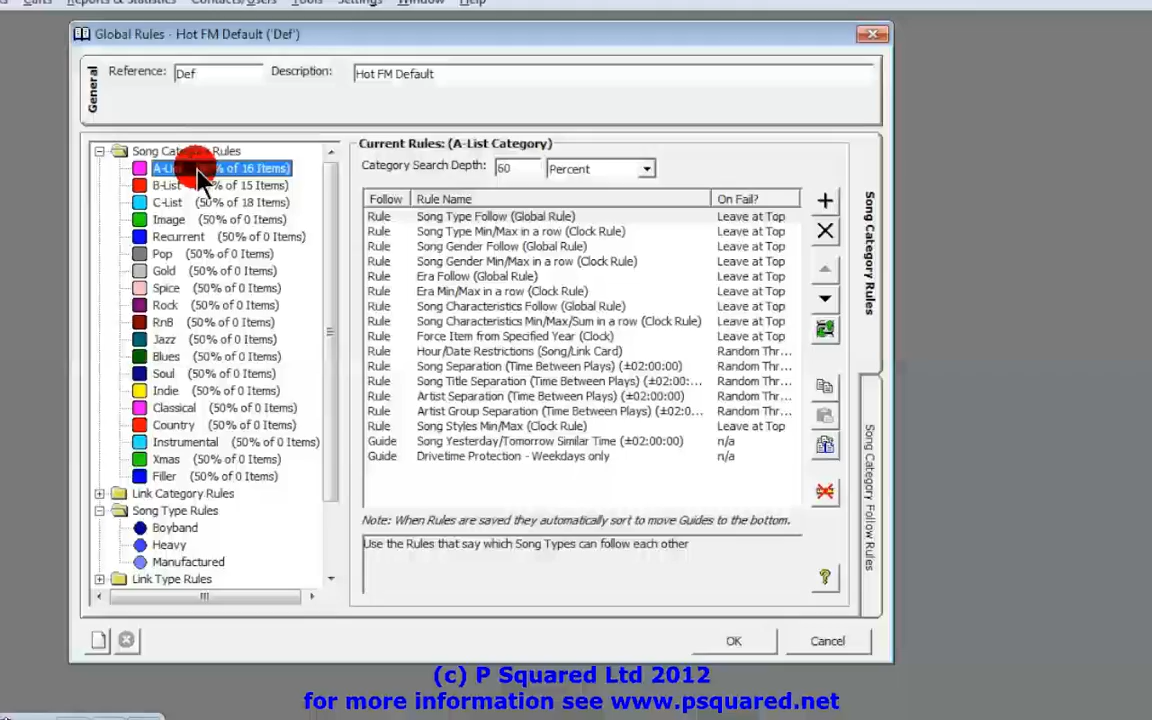 Carts Reports & Statistics Contacts/Users Tools Settings Window Help
Global Rules - Hot FM Default ('Def')
General
Reference: Def Description: Hot FM Default
Song Category Rules
of 16 Items)
B-List of 15 Items)
C-List (50% of 18 Items)
Image (50% of 0 Items)
Recurrent (50% of 0 Items)
Pop (50% of 0 Items)
Gold (50% of 0 Items)
Spice (50% of 0 Items)
Rock (50% of 0 Items)
RnB (50% of 0 Items)
Jazz (50% of 0 Items)
Blues (50% of 0 Items)
Soul (50% of 0 Items)
Indie (50% of 0 Items)
Classical (50% of 0 Items)
Country (50% of 0 Items)
Instrumental (50% of 0 Items)
Xmas (50% of 0 Items)
Filler (50% of 0 Items)
Link Category Rules
Song Type Rules
Boyband
Heavy
Manufactured
Link Type Rules
Current Rules: (A-List Category)
Category Search Depth: 60 Percent
Follow Rule Name On Fail?
Rule Song Type Follow (Global Rule) Leave at Top
Rule Song Type Min/Max in a row (Clock Rule) Leave at Top
Rule Song Gender Follow (Global Rule) Leave at Top
Rule Song Gender Min/Max in a row (Clock Rule) Leave at Top
Rule Era Follow (Global Rule) Leave at Top
Rule Era Min/Max in a row (Clock Rule) Leave at Top
Rule Song Characteristics Follow (Global Rule) Leave at Top
Rule Song Characteristics Min/Max/Sum in a row (Clock Rule) Leave at Top
Rule Force Item from Specified Year (Clock) Leave at Top
Rule Hour/Date Restrictions (Song/Link Card) Random Thr...
Rule Song Separation (Time Between Plays) (±02:00:00) Random Thr...
Rule Song Title Separation (Time Between Plays) (±02:00:... Random Thr...
Rule Artist Separation (Time Between Plays) (±02:00:00) Random Thr...
Rule Artist Group Separation (Time Between Plays) (±02:0... Random Thr...
Rule Song Styles Min/Max (Clock Rule) Leave at Top
Guide Song Yesterday/Tomorrow Similar Time (±02:00:00) n/a
Guide Drivetime Protection - Weekdays only n/a
Note: When Rules are saved they automatically sort to move Guides to the bottom.
Use the Rules that say which Song Types can follow each other
Song Category Rules
Song Category Follow Rules
OK Cancel
(c) P Squared Ltd 2012
for more information see www.psquared.net